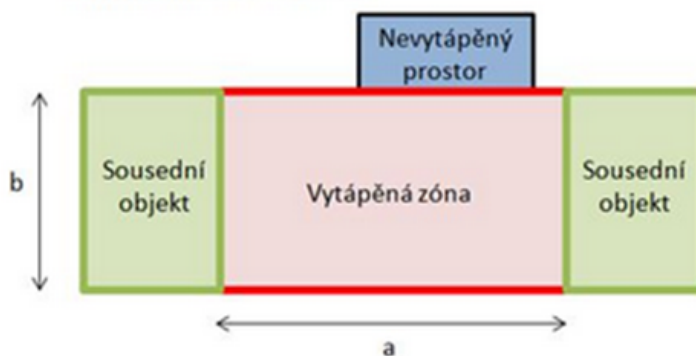 Nevytápěný
prostor
b
Sousední
objekt
Vytápěná zóna
Sousední
objekt
a